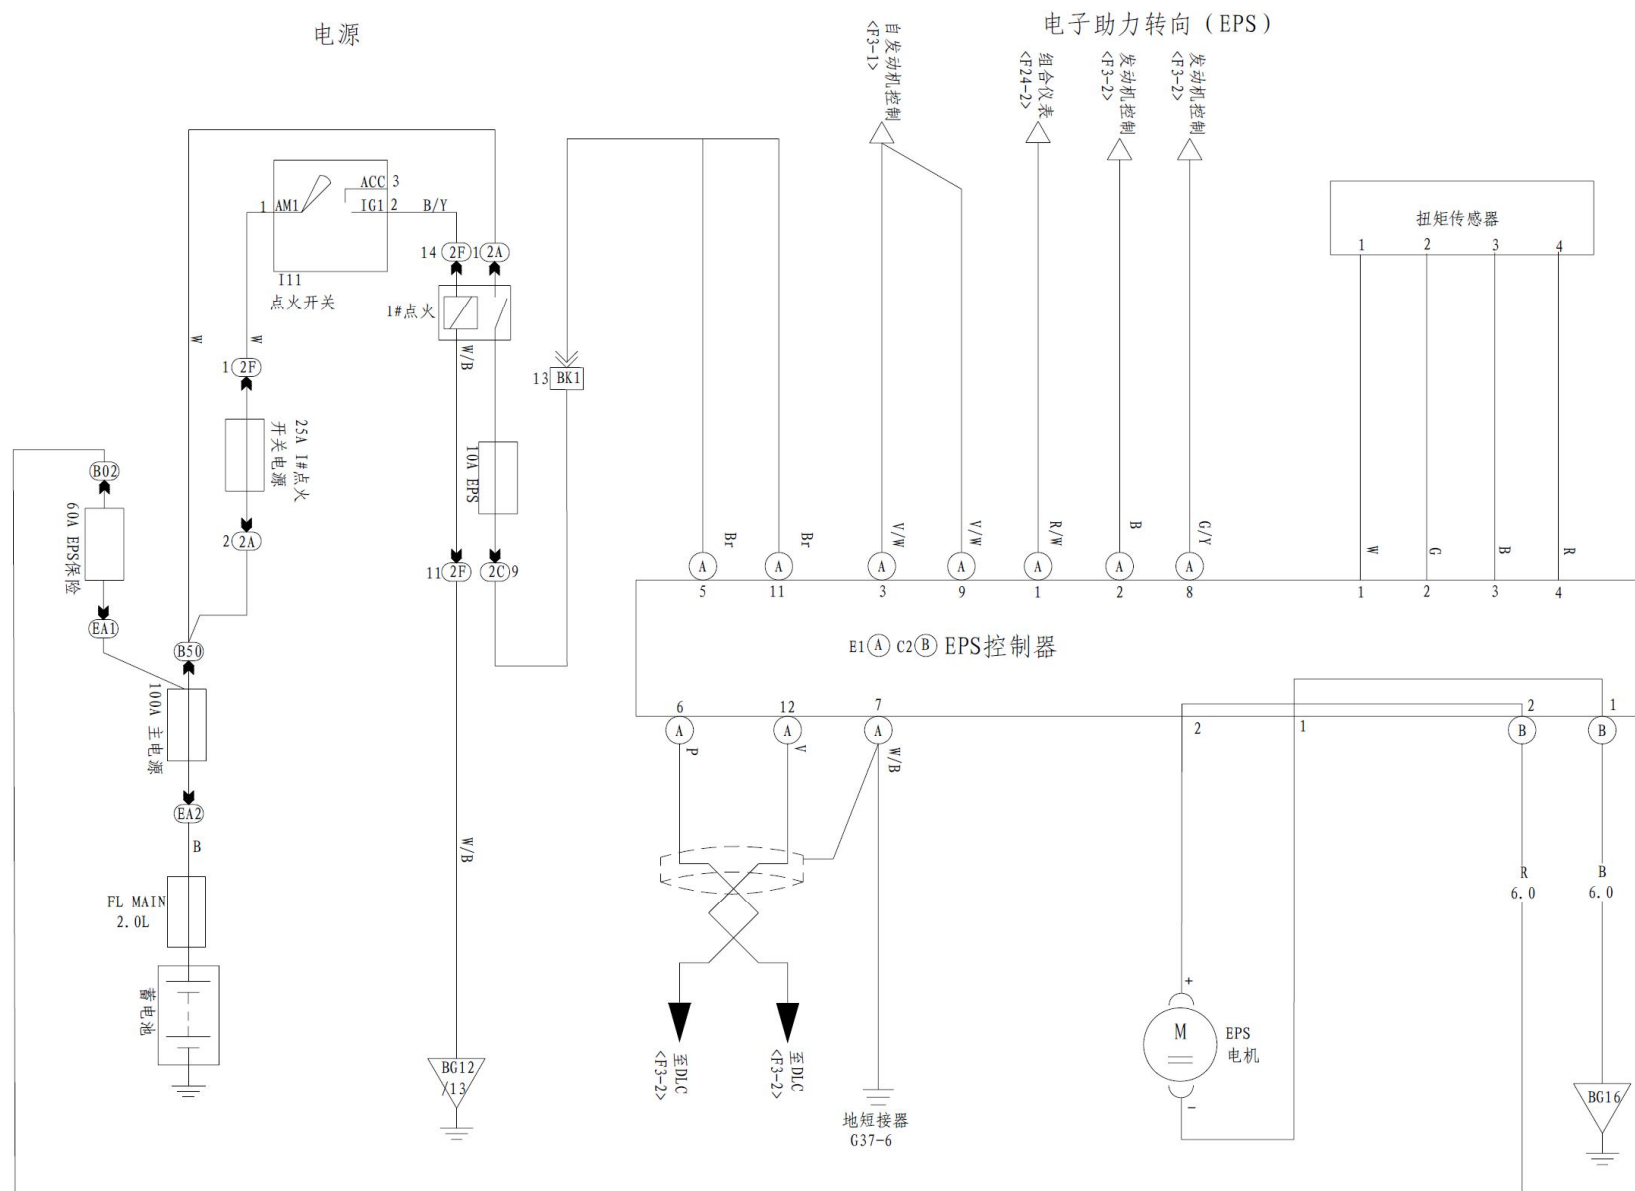 电源
电子助力转向(EPS)
自发动机控制
<F3-1>
组合仪表
<F24-2>
发动机控制
<F3-2>
发动机控制
<F3-2>
扭矩传感器
1 2 3 4
ACC 3
1 AM1
IG1 2
B/Y
I11
点火开关
14 2F
1 2A
1#点火
W
W
W/B
1 2F
13 BK1
25A I#点火
开关电源
10A EPS
B02
60A EPS保险
2 2A
11 2F
2C 9
EA1
B50
100A 主电源
EA2
B
FL MAIN
2.0L
蓄电池
W/B
BG12
/13
Br
Br
V/W
V/W
R/W
B
G/Y
W
G
B
R
A A A A A A A
5 11 3 9 1 2 8 1 2 3 4
E1 A C2 B EPS控制器
6 12 7 2 1 2 1
A A A B B
P
V
W/B
R
6.0
B
6.0
至DLC
<F3-2>
至DLC
<F3-2>
地短接器
G37-6
+
M
EPS
电机
-
BG16